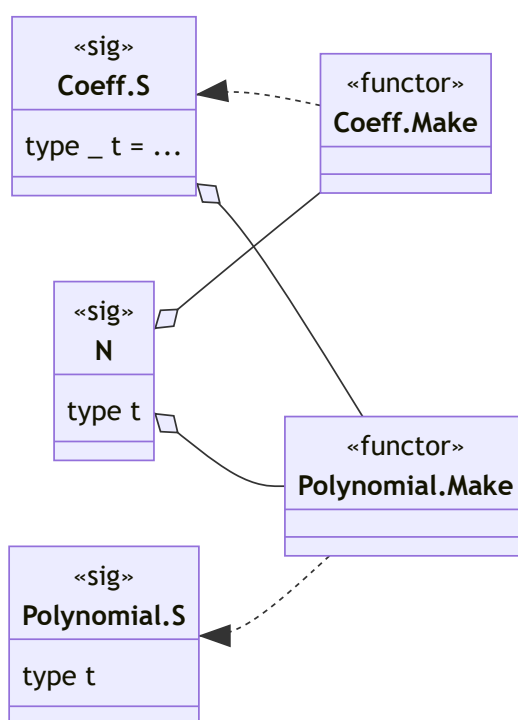 «sig»
Coeff.S
type _ t = ...
«functor»
Coeff.Make
«sig»
N
type t
«functor»
Polynomial.Make
«sig»
Polynomial.S
type t